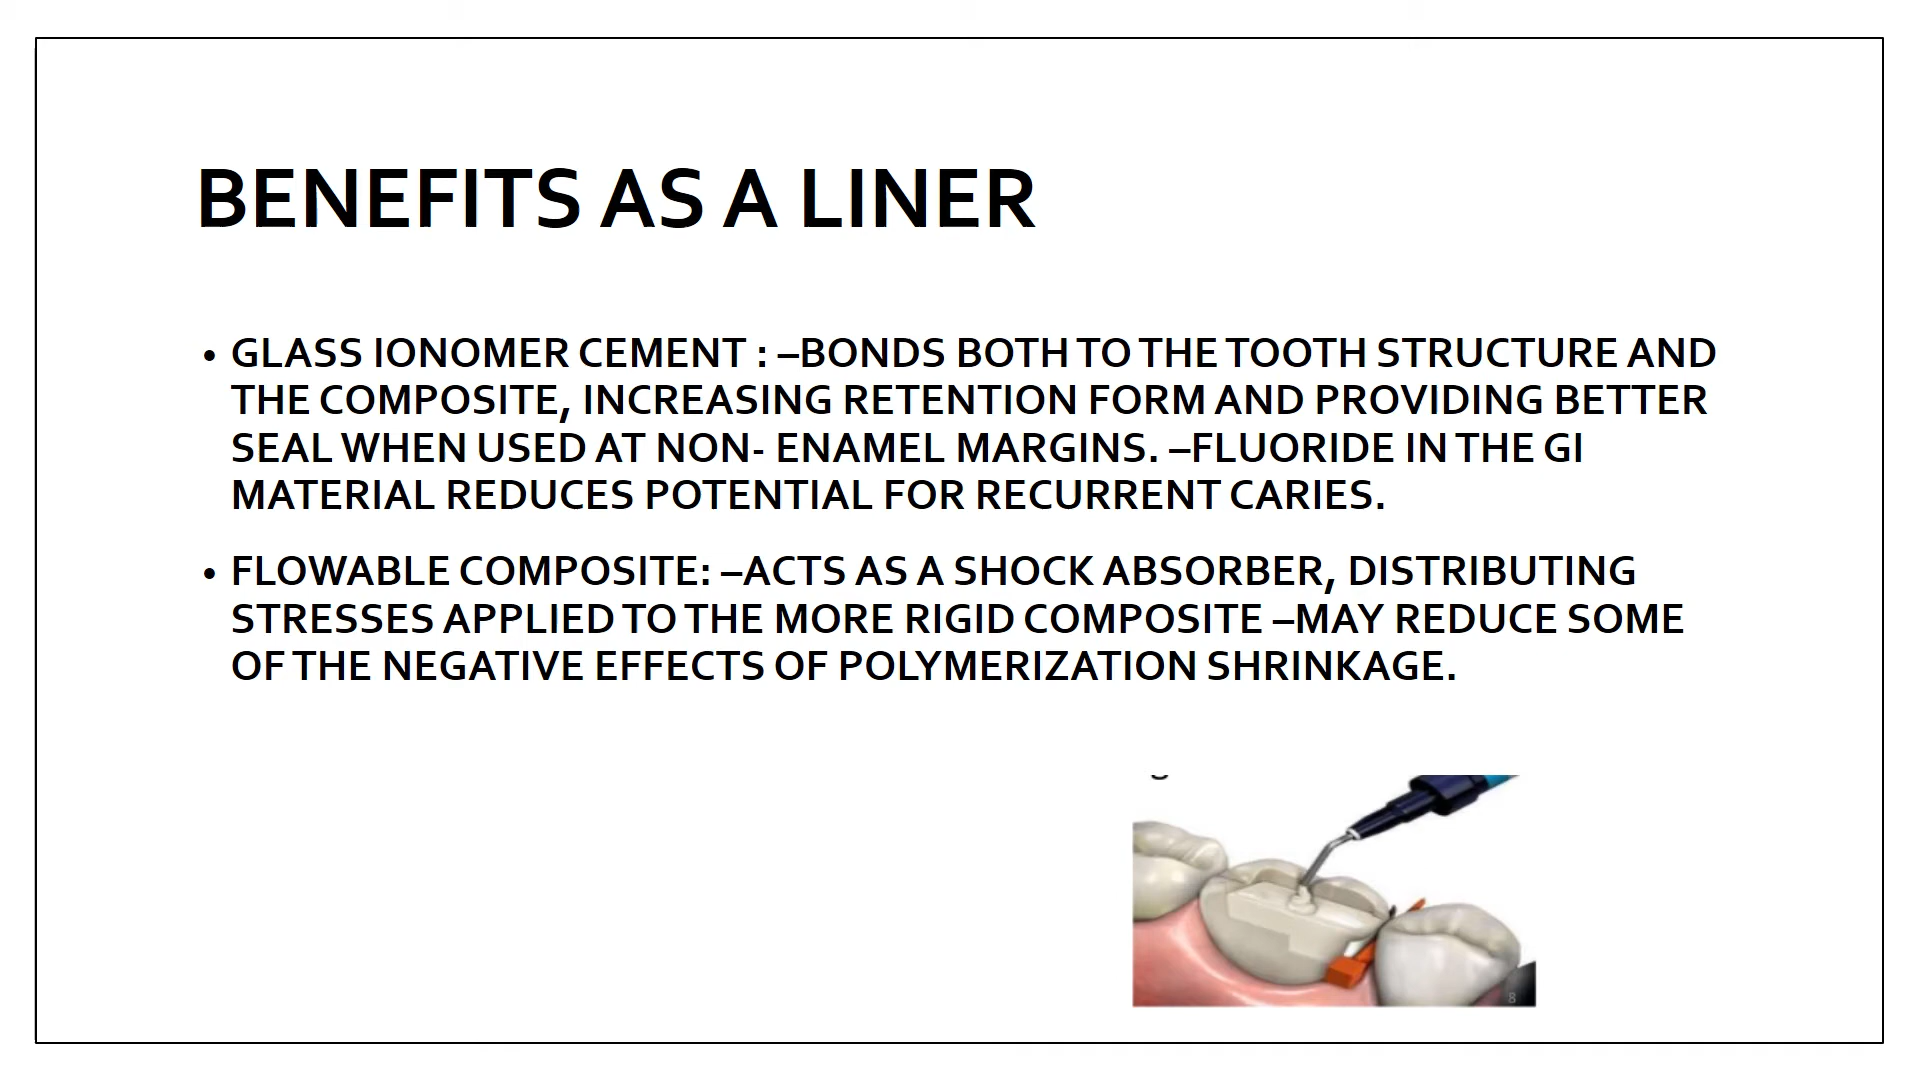 BENEFITS AS A LINER
• GLASS IONOMER CEMENT : –BONDS BOTH TO THE TOOTH STRUCTURE AND
THE COMPOSITE, INCREASING RETENTION FORM AND PROVIDING BETTER
SEAL WHEN USED AT NON- ENAMEL MARGINS. –FLUORIDE IN THE GI
MATERIAL REDUCES POTENTIAL FOR RECURRENT CARIES.
• FLOWABLE COMPOSITE: –ACTS AS A SHOCK ABSORBER, DISTRIBUTING
STRESSES APPLIED TO THE MORE RIGID COMPOSITE –MAY REDUCE SOME
OF THE NEGATIVE EFFECTS OF POLYMERIZATION SHRINKAGE.
8